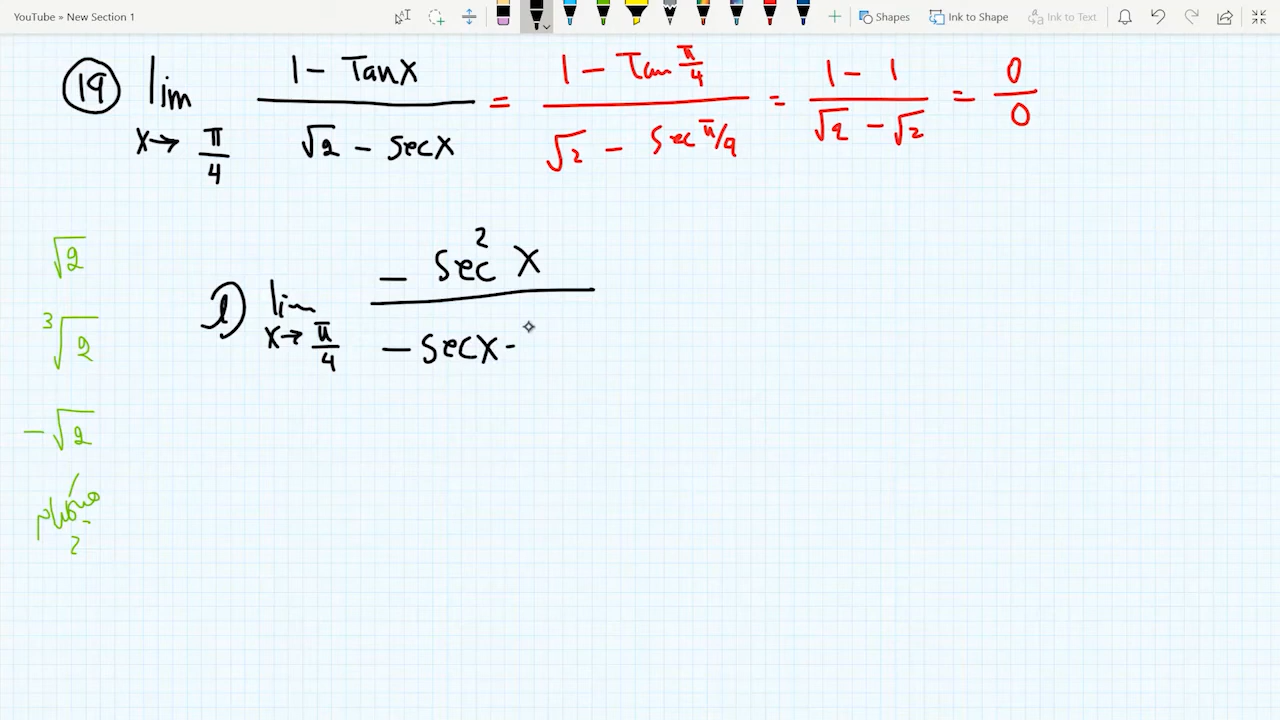 YouTube » New Section 1
Shapes Ink to Shape Ink to Text
19 lim x→π/4 (1 - Tanx)/(√2 - secx) = (1 - Tan π/4)/(√2 - sec π/4) = (1 - 1)/(√2 - √2) = 0/0
lim x→π/4 (- sec² x)/(- secx -
√2
³√2
-√2